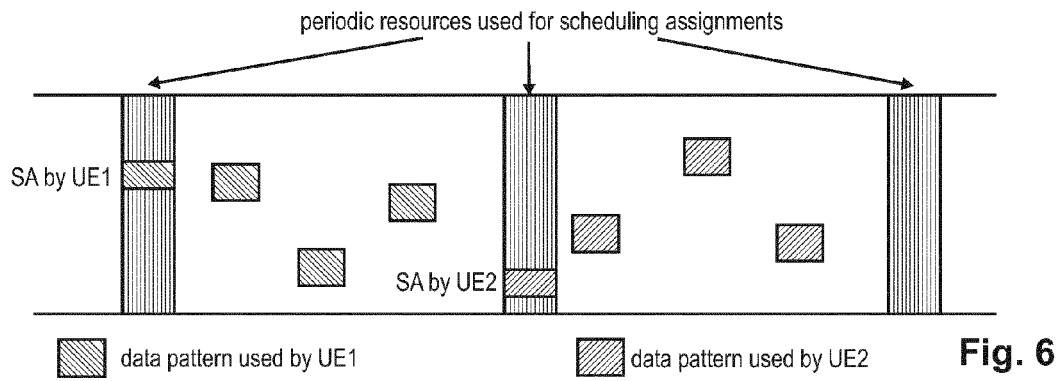 periodic resources used for scheduling assignments
SA by UE1
SA by UE2
data pattern used by UE1
data pattern used by UE2
Fig. 6